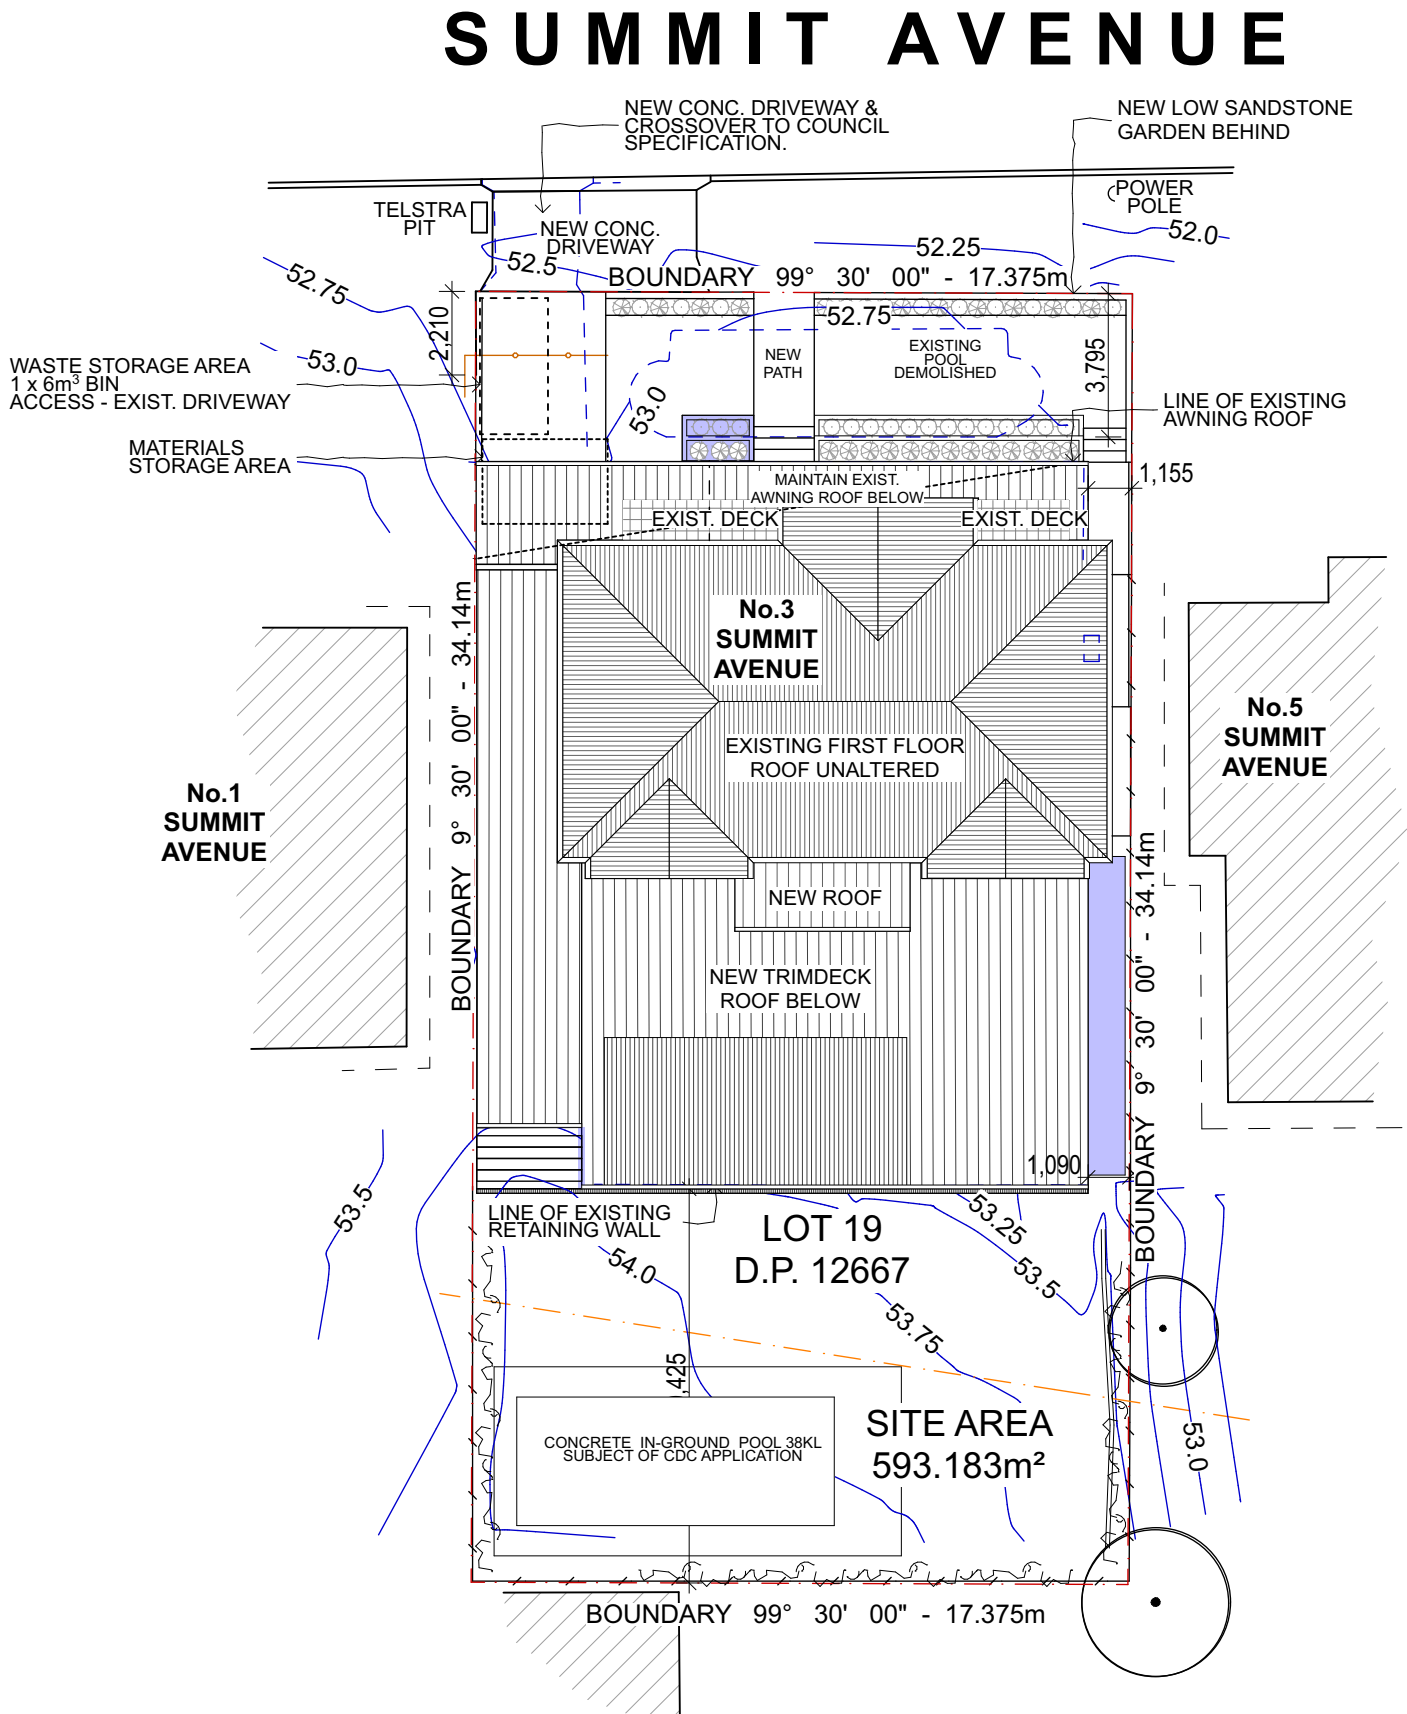 SUMMIT AVENUE
NEW CONC. DRIVEWAY &
CROSSOVER TO COUNCIL
SPECIFICATION.
NEW LOW SANDSTONE
GARDEN BEHIND
TELSTRA
PIT
NEW CONC.
DRIVEWAY
POWER
POLE
52.0
52.25
52.5
52.75
BOUNDARY 99° 30' 00" - 17.375m
2,210
52.75
NEW
PATH
EXISTING
POOL
DEMOLISHED
3,795
53.0
53.0
WASTE STORAGE AREA
1 x 6m³ BIN
ACCESS - EXIST. DRIVEWAY
LINE OF EXISTING
AWNING ROOF
MATERIALS
STORAGE AREA
1,155
MAINTAIN EXIST.
AWNING ROOF BELOW
EXIST. DECK
EXIST. DECK
BOUNDARY 9° 30' 00" - 34.14m
No.3
SUMMIT
AVENUE
EXISTING FIRST FLOOR
ROOF UNALTERED
No.5
SUMMIT
AVENUE
No.1
SUMMIT
AVENUE
NEW ROOF
NEW TRIMDECK
ROOF BELOW
BOUNDARY 9° 30' 00" - 34.14m
1,090
53.5
LINE OF EXISTING
RETAINING WALL
LOT 19
D.P. 12667
53.25
53.5
54.0
53.75
,425
SITE AREA
593.183m²
53.0
CONCRETE IN-GROUND POOL 38KL
SUBJECT OF CDC APPLICATION
BOUNDARY 99° 30' 00" - 17.375m